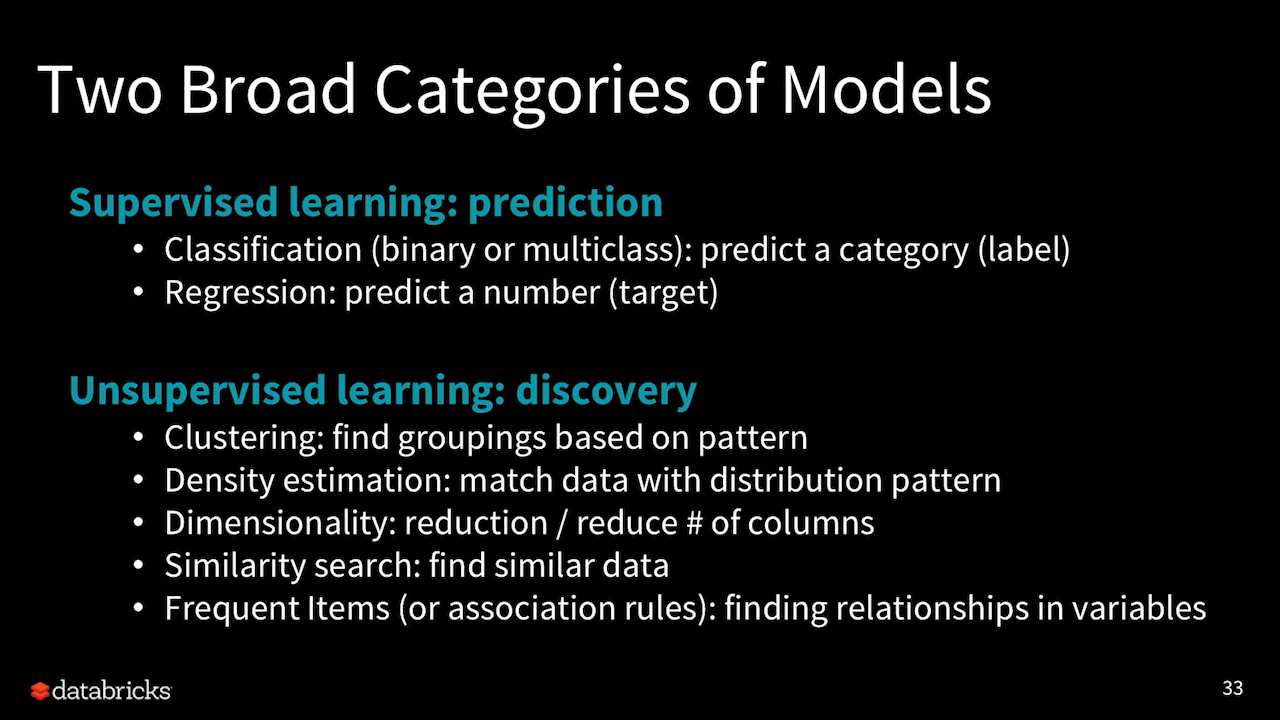 Two Broad Categories of Models
Supervised learning: prediction
• Classification (binary or multiclass): predict a category (label)
• Regression: predict a number (target)
Unsupervised learning: discovery
• Clustering: find groupings based on pattern
• Density estimation: match data with distribution pattern
• Dimensionality: reduction / reduce # of columns
• Similarity search: find similar data
• Frequent Items (or association rules): finding relationships in variables
databricks
33